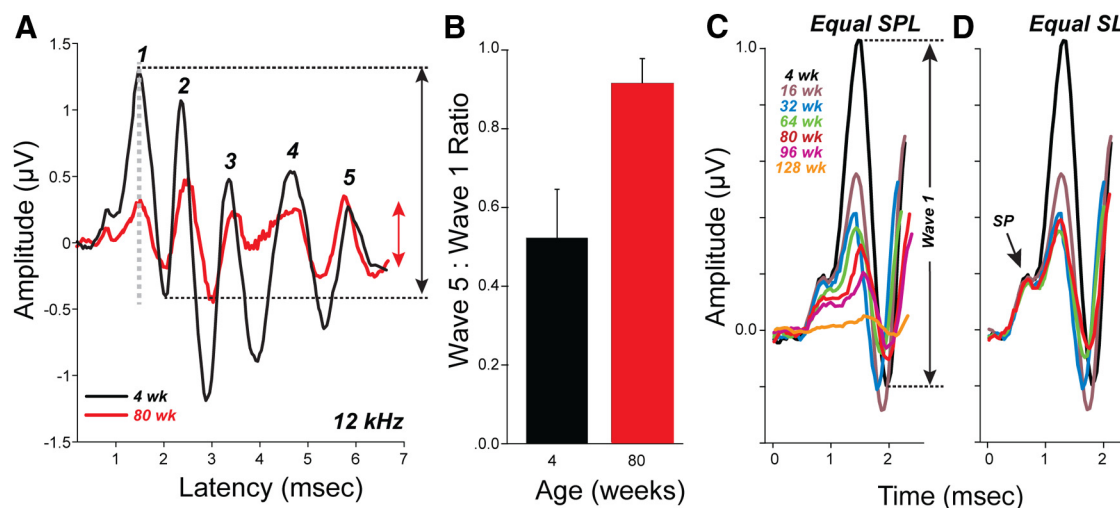 A
Amplitude (µV)
1.5
1
0.5
0
-0.5
-1
-1.5
1
2
3
4
5
4 wk
80 wk
12 kHz
1 2 3 4 5 6 7
Latency (msec)
B
Wave 5 : Wave 1 Ratio
1.0
0.8
0.6
0.4
0.2
.0.0
4 80
Age (weeks)
C
Equal SPL
Amplitude (µV)
1.0
0.0
4 wk
16 wk
32 wk
64 wk
80 wk
96 wk
128 wk
Wave 1
0 1 2
D
Equal SL
SP
0 1 2
Time (msec)